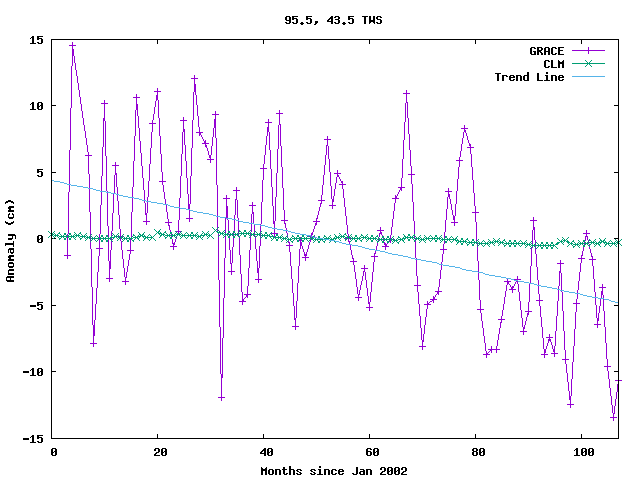 95.5, 43.5 TWS
GRACE
CLM
Trend Line
Anomaly (cm)
15
10
5
0
-5
-10
-15
0 20 40 60 80 100
Months since Jan 2002